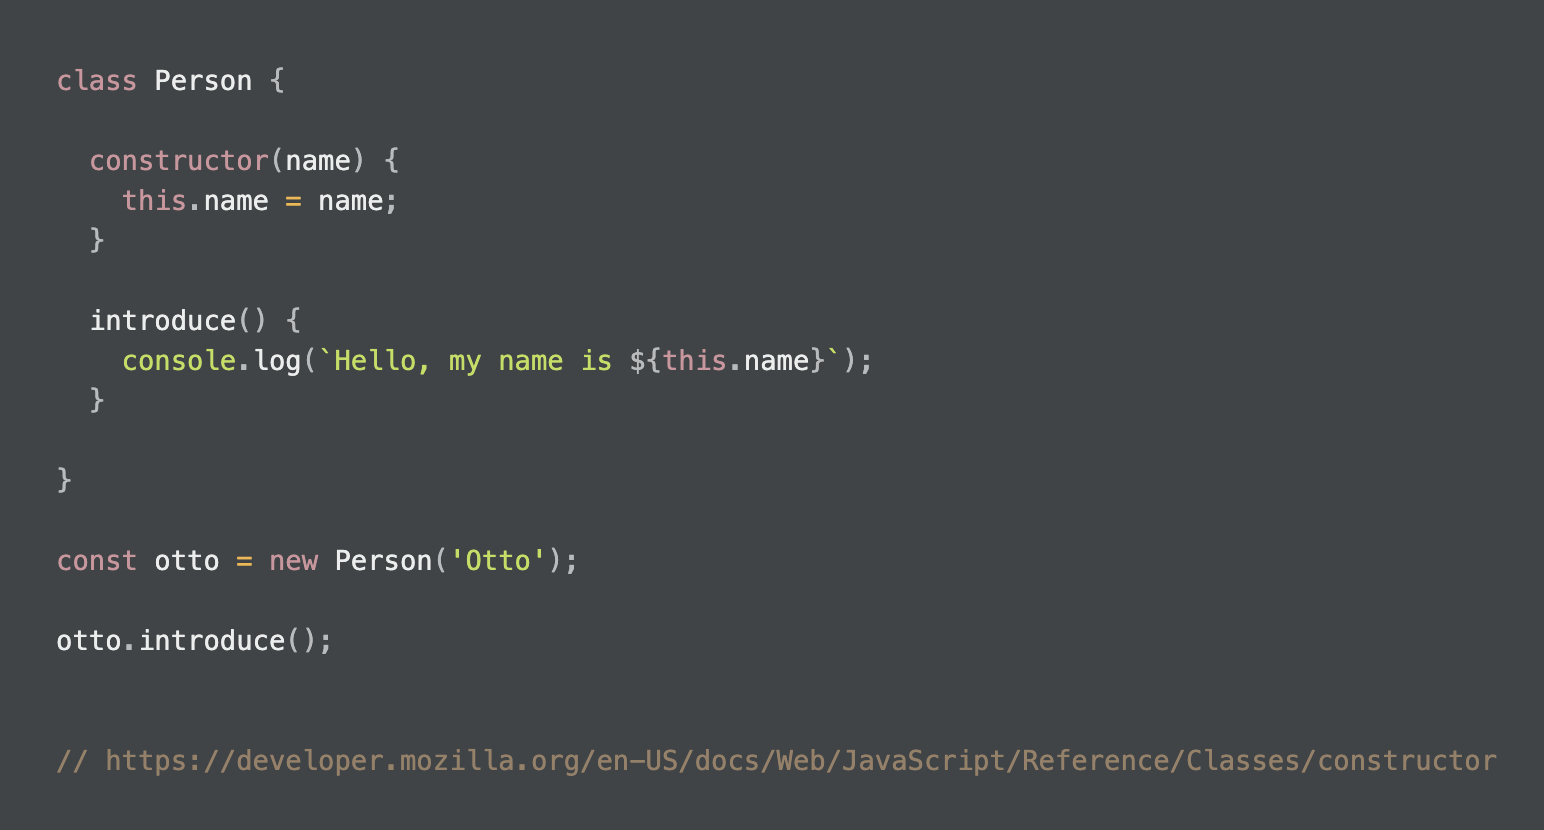 class Person {
  constructor(name) {
    this.name = name;
  }
  introduce() {
    console.log(`Hello, my name is ${this.name}`);
  }
}
const otto = new Person('Otto');
otto.introduce();
// https://developer.mozilla.org/en-US/docs/Web/JavaScript/Reference/Classes/constructor